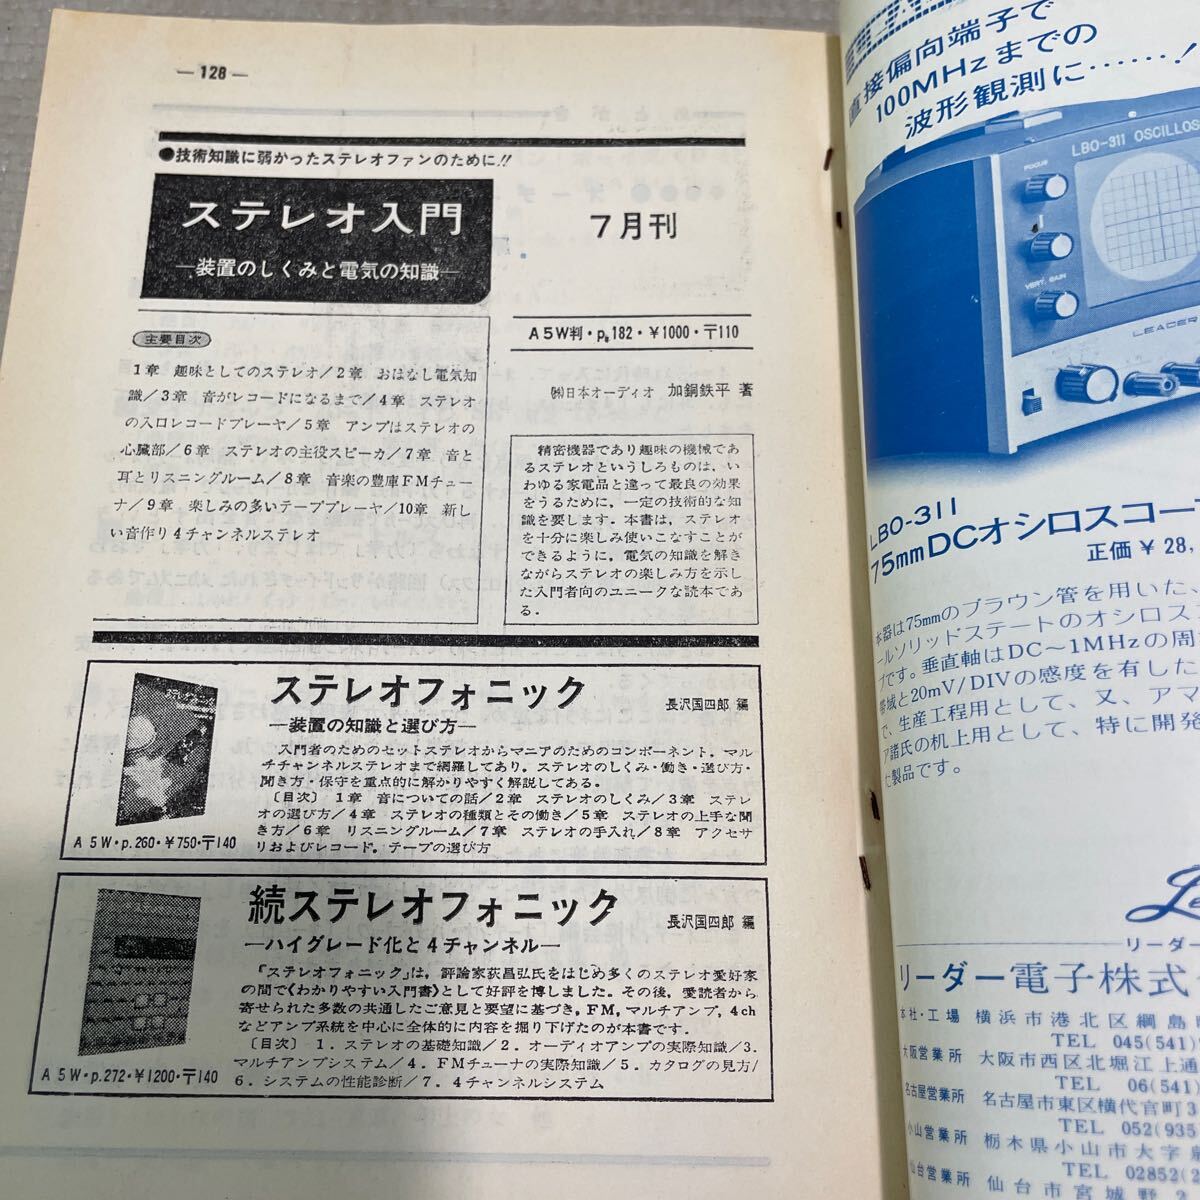 — 128 —
●技術知識に弱かったステレオファンのために!!
ステレオ入門
—装置のしくみと電気の知識—
7月刊
A5W判・p.182・¥1000・〒110
㈱日本オーディオ 加銅鉄平 著
主要目次
1章 趣味としてのステレオ/2章 おはなし電気知
識/3章 音がレコードになるまで/4章 ステレオ
の入口レコードプレーヤ/5章 アンプはステレオの
心臓部/6章 ステレオの主役スピーカ/7章 音と
耳とリスニングルーム/8章 音楽の豊庫FMチュー
ナ/9章 楽しみの多いテーププレーヤ/10章 新し
い音作り4チャンネルステレオ
精密機器であり趣味の機械であ
るステレオというしろものは，い
わゆる家電品と違って最良の効果
をうるために，一定の技術的な知
識を要します。本書は，ステレオ
を十分に楽しみ使いこなすことが
できるように，電気の知識を解き
ながらステレオの楽しみ方を示し
た入門者向のユニークな読本であ
る.
ステレオフォニック
—装置の知識と選び方—
長沢国四郎 編
入門者のためのセットステレオからマニアのためのコンポーネント，マル
チチャンネルステレオまで網羅してあり，ステレオのしくみ・働き・選び方・
聞き方・保守を重点的に解かりやすく解説してある.
〔目次〕 1章 音についての話/2章 ステレオのしくみ/3章 ステレ
オの選び方/4章 ステレオの種類とその働き/5章 ステレオの上手な聞
き方/6章 リスニングルーム/7章 ステレオの手入れ/8章 アクセサ
リおよびレコード，テープの選び方
A5W・p.260・¥750・〒140
続ステレオフォニック
—ハイグレード化と4チャンネル—
長沢国四郎 編
「ステレオフォニック」は，評論家荻昌弘氏をはじめ多くのステレオ愛好家
の間で《わかりやすい入門書》として好評を博しました。その後，愛読者から
寄せられた多数の共通したご意見と要望に基づき，FM，マルチアンプ，4ch
などアンプ系統を中心に全体的に内容を掘り下げたのが本書です.
〔目次〕 1．ステレオの基礎知識/2．オーディオアンプの実際知識/3．
マルチアンプシステム/4．FMチューナの実際知識/5．カタログの見方/
6．システムの性能診断/7．4チャンネルシステム
A5W・p.272・¥1200・〒140
直接偏向端子で
100MHzまでの
波形観測に……!
LBO-311 OSCILLOS
FOCUS
VERT. GAIN
LEADER
LBO-311
75mmDCオシロスコー
正価 ¥ 28,
本器は75mmのブラウン管を用いた、
ールソリッドステートのオシロス
プです。垂直軸はDC〜1MHzの周
帯域と20mV/DIVの感度を有した
で、生産工程用として、又、アマ
ア諸氏の机上用として、特に開発
た製品です。
リーダー
リーダー電子株式
本社・工場 横浜市港北区綱島
TEL 045(541)
大阪営業所 大阪市西区北堀江上通
TEL 06(541)
名古屋営業所 名古屋市東区横代官町3
TEL 052(935)
小山営業所 栃木県小山市大字
TEL 02852(2
仙台営業所 仙台市宮城野